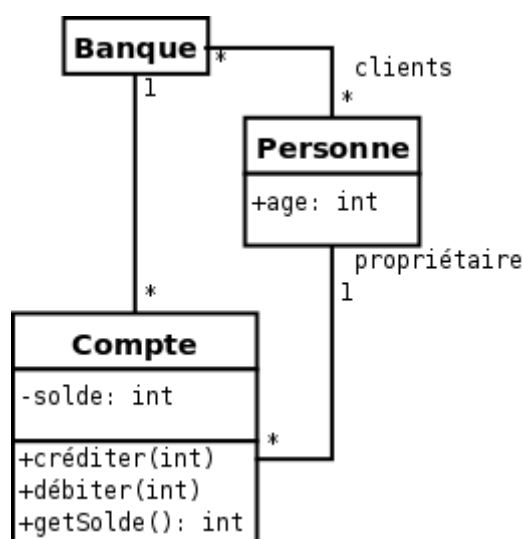 Banque
*
1
clients
*
Personne
+age: int
propriétaire
1
*
Compte
-solde: int
*
+créditer(int)
+débiter(int)
+getSolde(): int